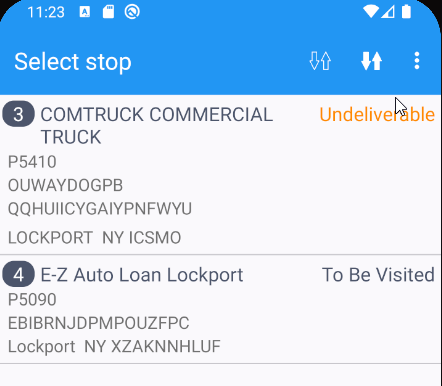 11:23
Select stop
3 COMTRUCK COMMERCIAL TRUCK Undeliverable
P5410
OUWAYDOGPB
QQHUIICYGAIYPNFWYU
LOCKPORT NY ICSMO
4 E-Z Auto Loan Lockport To Be Visited
P5090
EBIBRNJDPMPOUZFPC
Lockport NY XZAKNNHLUF